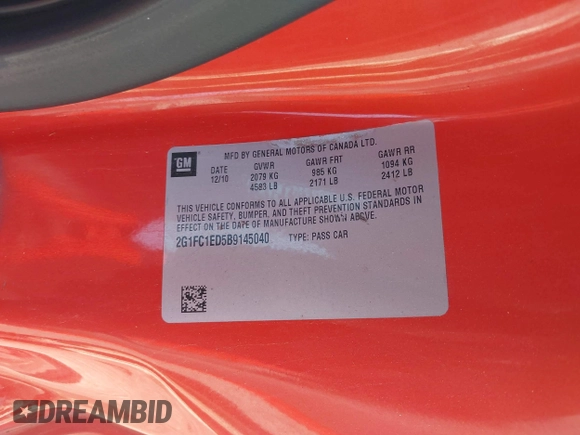 GM
MFD BY GENERAL MOTORS OF CANADA LTD.
DATE GVWR GAWR FRT GAWR RR
12/10 2079 KG 985 KG 1094 KG
4583 LB 2171 LB 2412 LB
THIS VEHICLE CONFORMS TO ALL APPLICABLE U.S. FEDERAL MOTOR
VEHICLE SAFETY, BUMPER, AND THEFT PREVENTION STANDARDS IN
EFFECT ON THE DATE OF MANUFACTURE SHOWN ABOVE.
2G1FC1ED5B9145040 TYPE: PASS CAR
DREAMBID